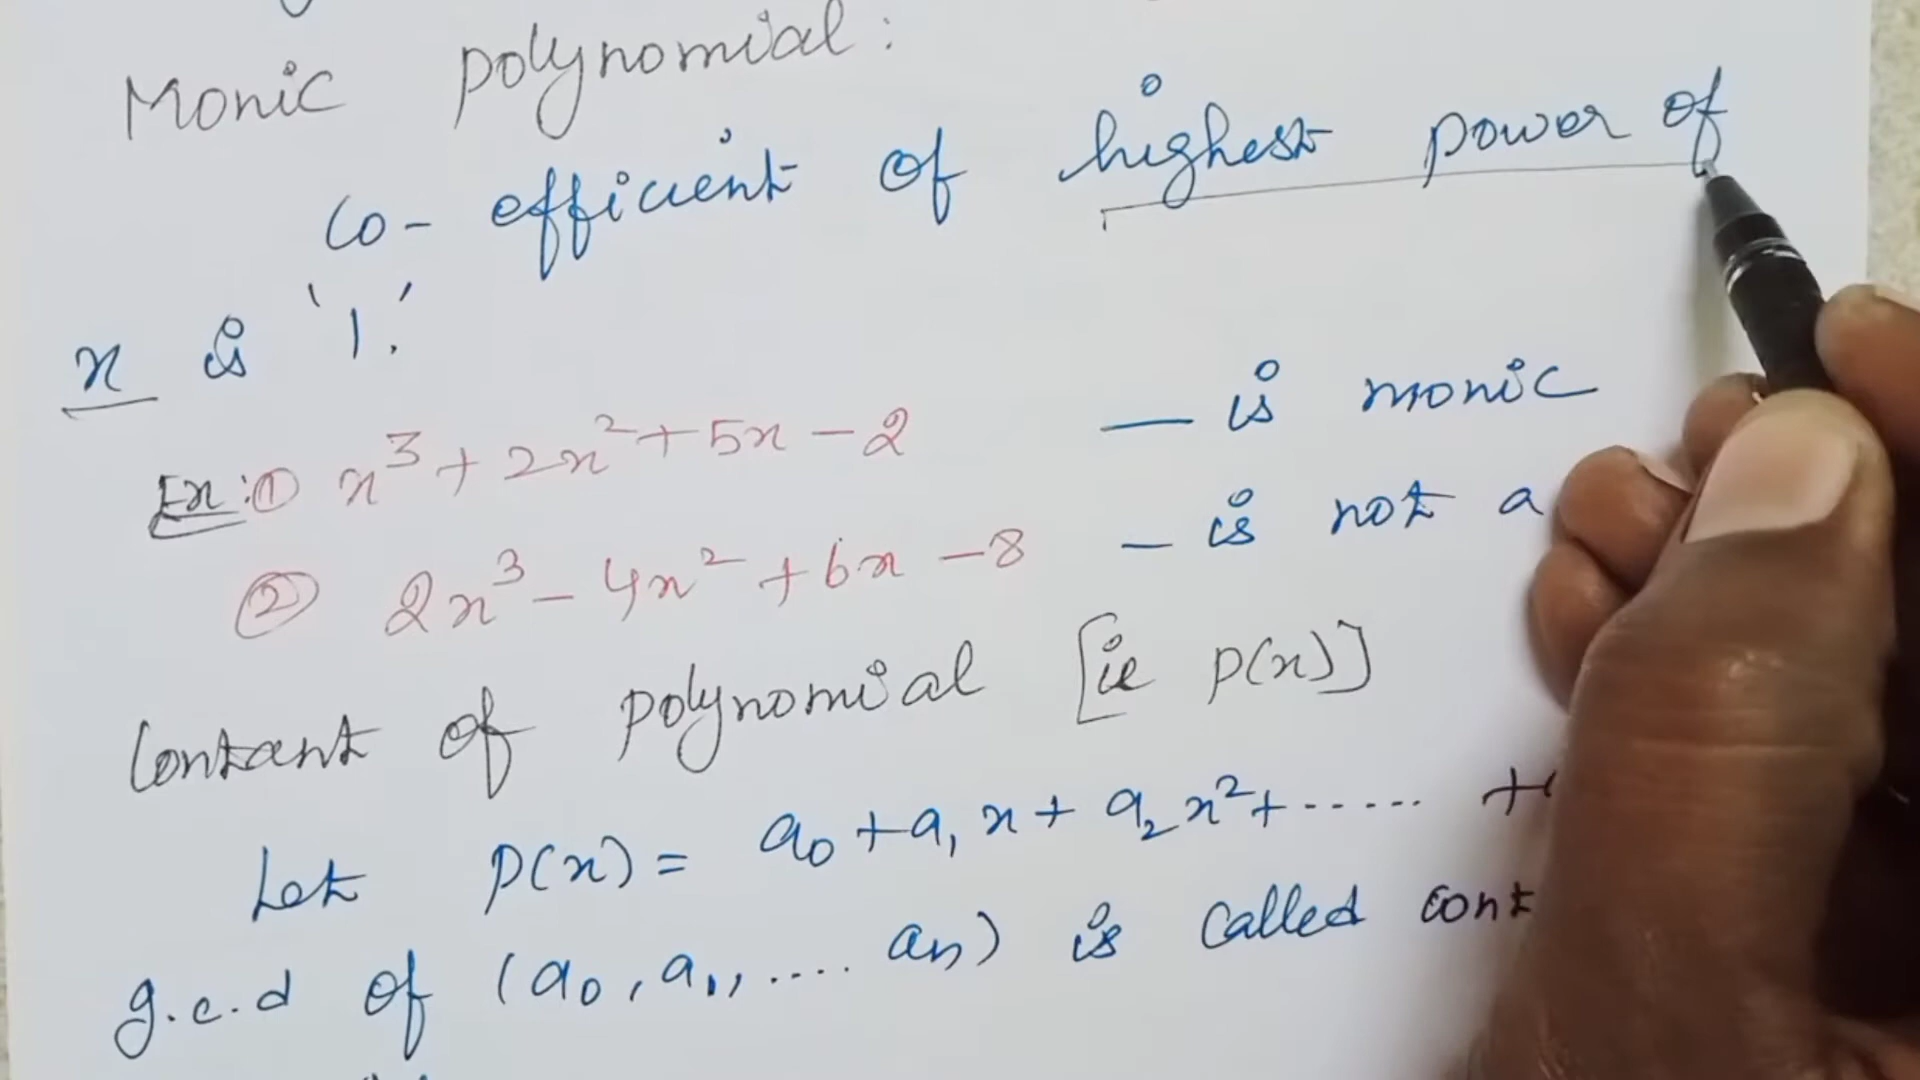 Monic polynomial:
Co-efficient of highest power of
x is '1.'
Ex: ① x³ + 2x² + 5x - 2 — is monic
② 2x³ - 4x² + 6x - 8 — is not a
Contant of polynomial [ie p(x)]
Let p(x) = a₀ + a₁x + a₂x² + ..... +
g.c.d of (a₀, a₁, .... aₙ) is called cont